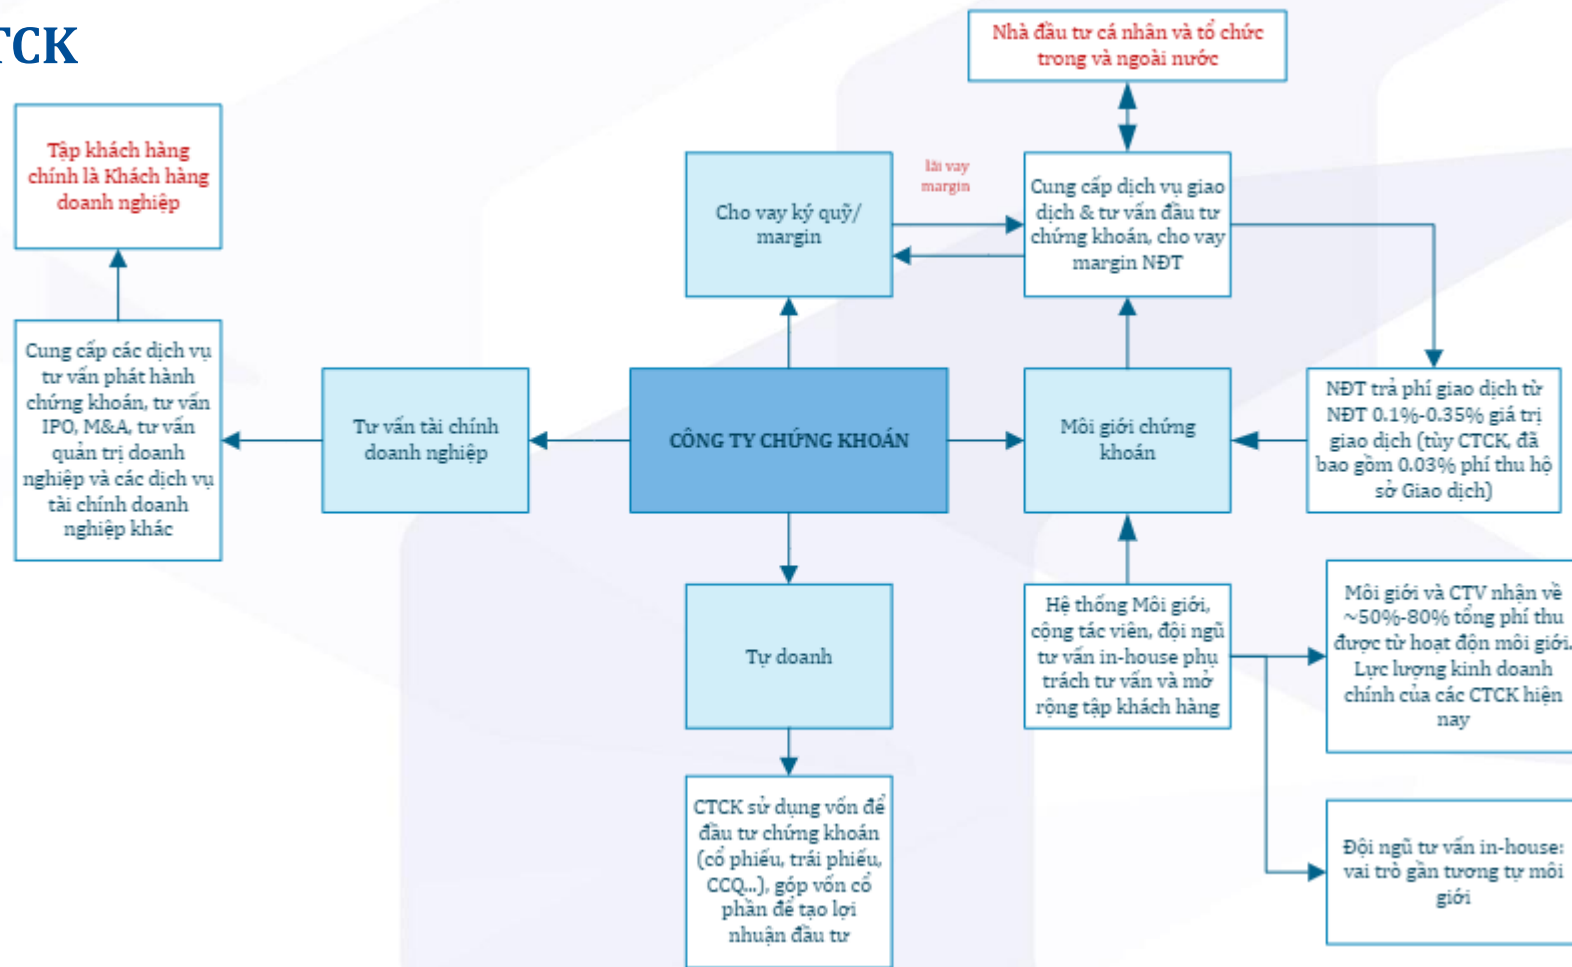 TCK
Nhà đầu tư cá nhân và tổ chức
trong và ngoài nước
Tập khách hàng
chính là Khách hàng
doanh nghiệp
Cho vay ký quỹ/
margin
lãi vay
margin
Cung cấp dịch vụ giao
dịch & tư vấn đầu tư
chứng khoán, cho vay
margin NĐT
Cung cấp các dịch vụ
tư vấn phát hành
chứng khoán, tư vấn
IPO, M&A, tư vấn
quản trị doanh
nghiệp và các dịch vụ
tài chính doanh
nghiệp khác
Tư vấn tài chính
doanh nghiệp
CÔNG TY CHỨNG KHOÁN
Môi giới chứng
khoán
NĐT trả phí giao dịch từ
NĐT 0.1%-0.35% giá trị
giao dịch (tùy CTCK, đã
bao gồm 0.03% phí thu hộ
sở Giao dịch)
Tự doanh
Hệ thống Môi giới,
cộng tác viên, đội ngũ
tư vấn in-house phụ
trách tư vấn và mở
rộng tập khách hàng
Môi giới và CTV nhận về
~50%-80% tổng phí thu
được từ hoạt độn môi giới.
Lực lượng kinh doanh
chính của các CTCK hiện
nay
CTCK sử dụng vốn để
đầu tư chứng khoán
(cổ phiếu, trái phiếu,
CCQ...), góp vốn cổ
phần để tạo lợi
nhuận đầu tư
Đội ngũ tư vấn in-house:
vai trò gần tương tự môi
giới